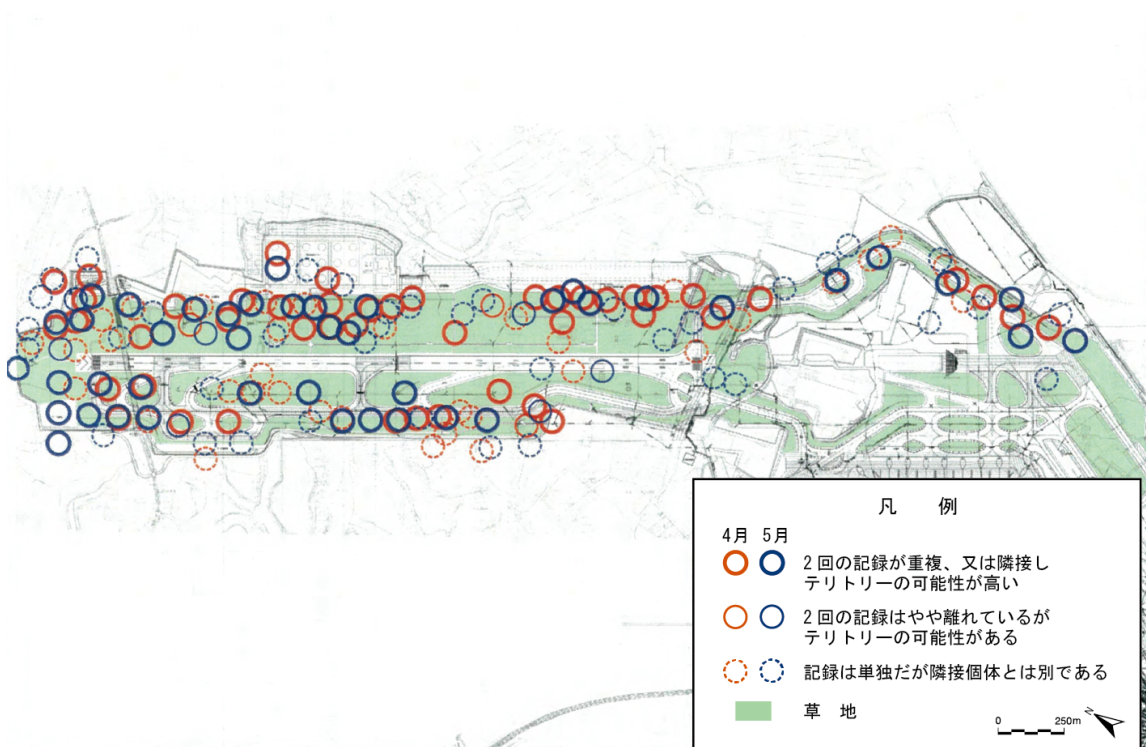 凡　例
4月 5月
2回の記録が重複、又は隣接し
テリトリーの可能性が高い
2回の記録はやや離れているが
テリトリーの可能性がある
記録は単独だが隣接個体とは別である
草　地
0 250m
N